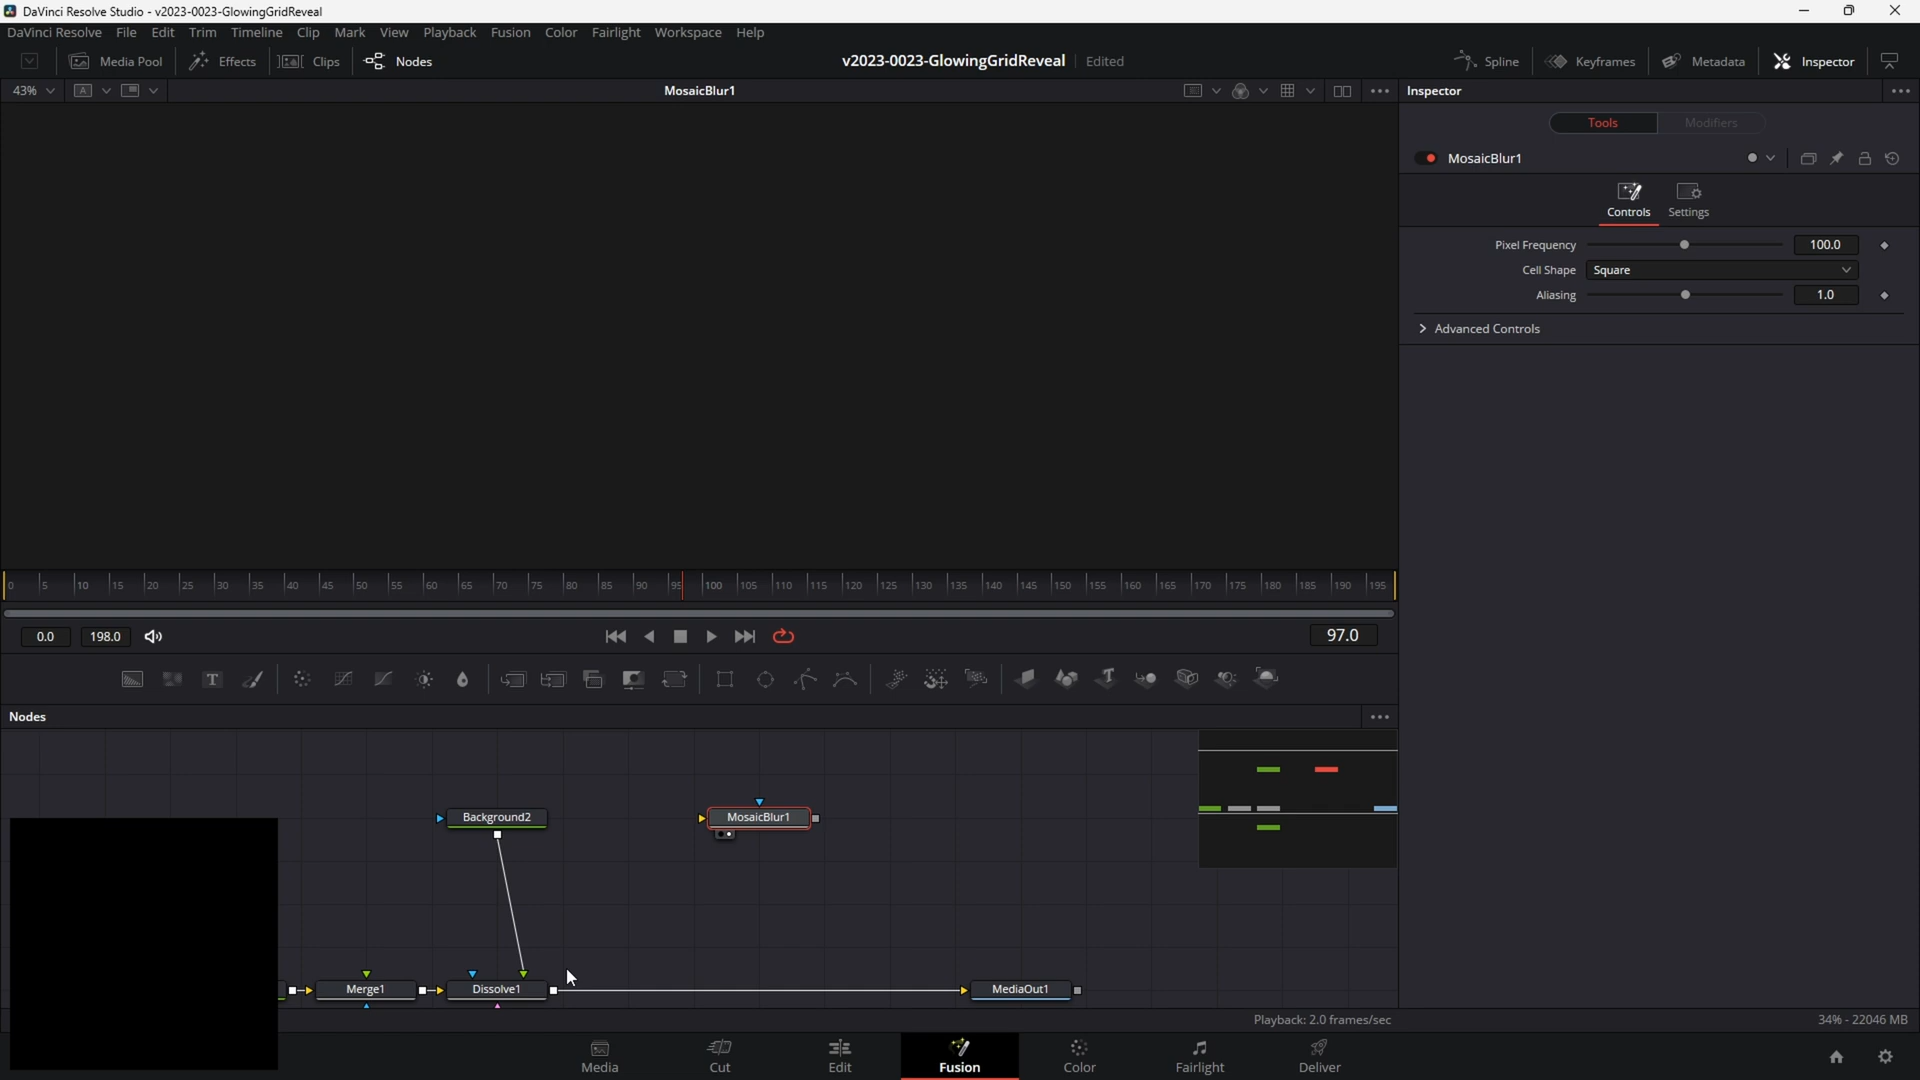 DaVinci Resolve Studio - v2023-0023-GlowingGridReveal
DaVinci Resolve File Edit Trim Timeline Clip Mark View Playback Fusion Color Fairlight Workspace Help
Media Pool Effects Clips Nodes v2023-0023-GlowingGridReveal Edited Spline Keyframes Metadata Inspector
43% A MosaicBlur1 Inspector
Tools Modifiers
MosaicBlur1
Controls Settings
Pixel Frequency 100.0
Cell Shape Square
Aliasing 1.0
Advanced Controls
0 5 10 15 20 25 30 35 40 45 50 55 60 65 70 75 80 85 90 95 100 105 110 115 120 125 130 135 140 145 150 155 160 165 170 175 180 185 190 195
0.0 198.0 97.0
T T
Nodes
Background2 MosaicBlur1
Merge1 Dissolve1 MediaOut1
Playback: 2.0 frames/sec 34% - 22046 MB
Media Cut Edit Fusion Color Fairlight Deliver